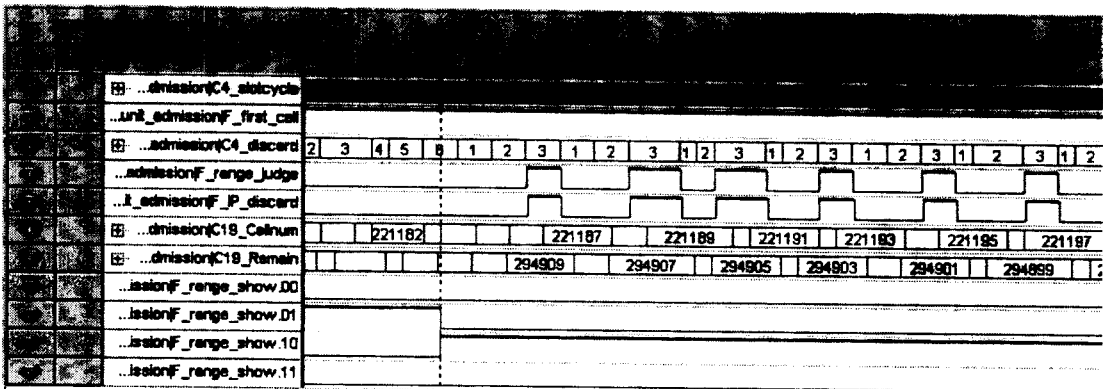 ...dmission|C4_slotcycle
...unit_admission|F_first_cell
...admission|C4_discard 2 3 4 5 8 1 2 3 1 2 3 1 2 3 1 2 3 1 2 3 1 2 3 1 2
...admission|F_range_judge
...it_admission|F_IP_discard
...dmission|C19_Cellnum 221182 221187 221189 221191 221193 221195 221197
...dmission|C19_Remain 294909 294907 294905 294903 294901 294899
...ission|F_range_show.00
...ission|F_range_show.01
...ission|F_range_show.10
...ission|F_range_show.11